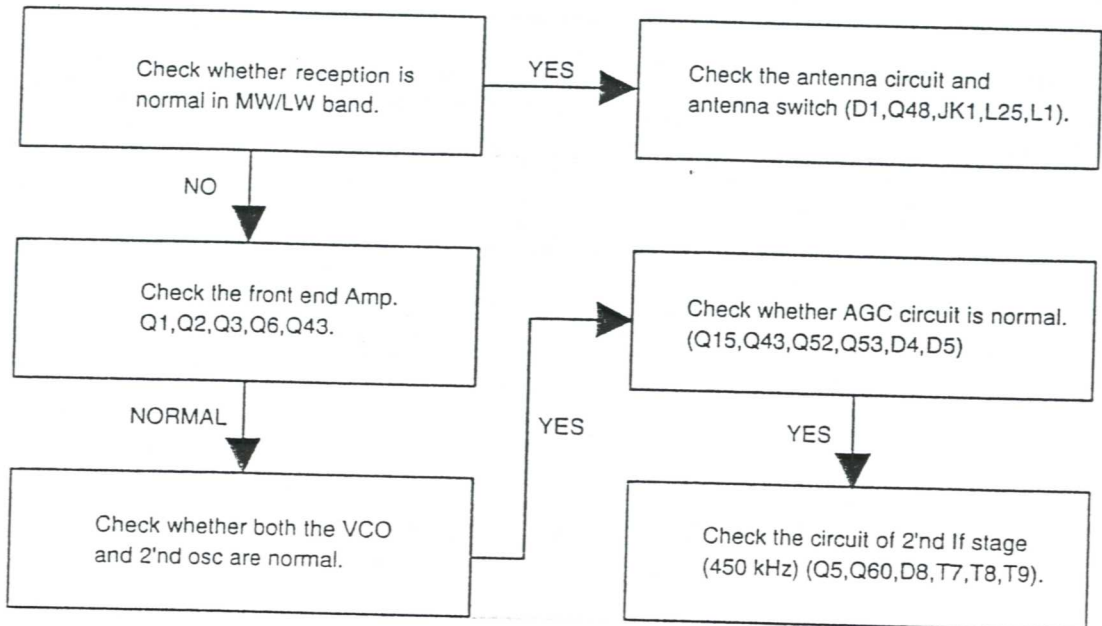 Check whether reception is
normal in MW/LW band.
YES
Check the antenna circuit and
antenna switch (D1,Q48,JK1,L25,L1).
NO
Check the front end Amp.
Q1,Q2,Q3,Q6,Q43.
Check whether AGC circuit is normal.
(Q15,Q43,Q52,Q53,D4,D5)
NORMAL
YES
YES
Check whether both the VCO
and 2'nd osc are normal.
Check the circuit of 2'nd If stage
(450 kHz) (Q5,Q60,D8,T7,T8,T9).